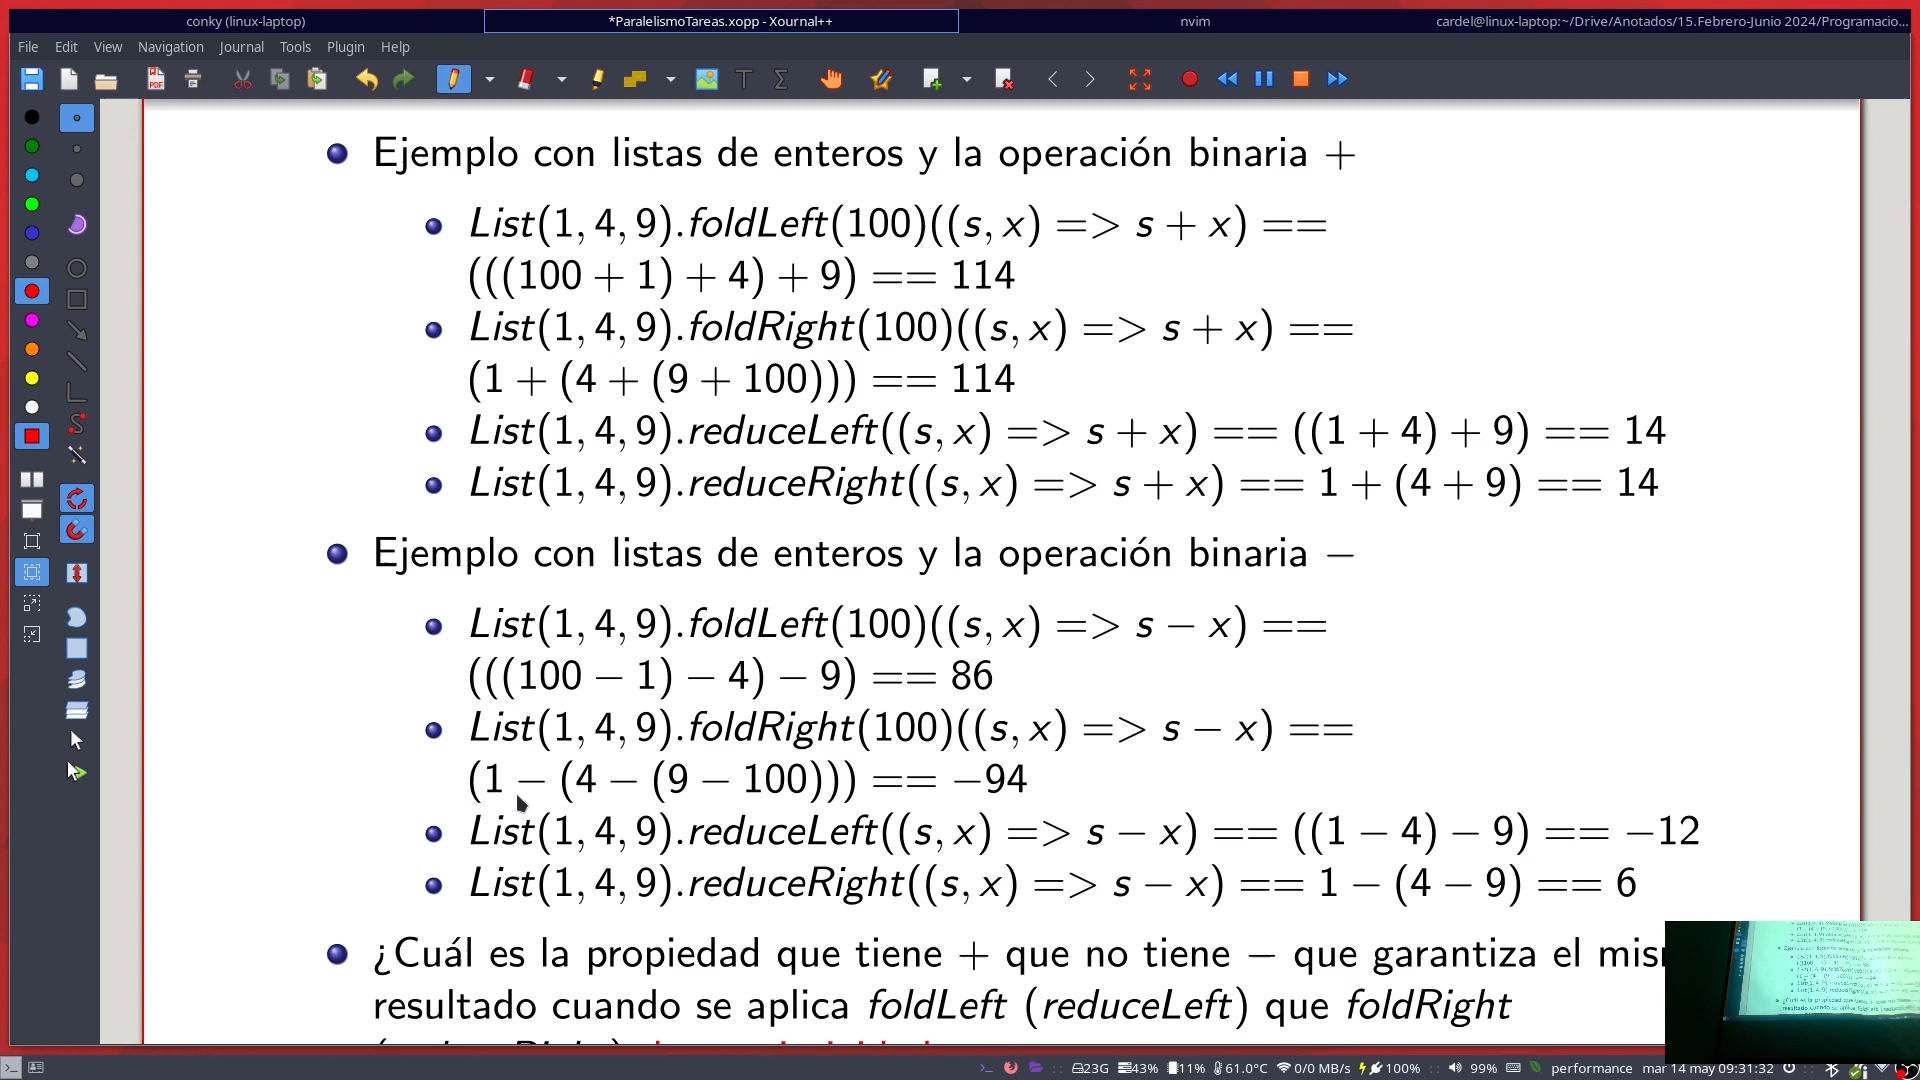 conky (linux-laptop)
*ParalelismoTareas.xopp - Xournal++
nvim
cardel@linux-laptop:~/Drive/Anotados/15.Febrero-Junio 2024/Programacio...
File Edit View Navigation Journal Tools Plugin Help
Ejemplo con listas de enteros y la operación binaria +
List(1, 4, 9).foldLeft(100)((s, x) => s + x) ==
(((100 + 1) + 4) + 9) == 114
List(1, 4, 9).foldRight(100)((s, x) => s + x) ==
(1 + (4 + (9 + 100))) == 114
List(1, 4, 9).reduceLeft((s, x) => s + x) == ((1 + 4) + 9) == 14
List(1, 4, 9).reduceRight((s, x) => s + x) == 1 + (4 + 9) == 14
Ejemplo con listas de enteros y la operación binaria −
List(1, 4, 9).foldLeft(100)((s, x) => s − x) ==
(((100 − 1) − 4) − 9) == 86
List(1, 4, 9).foldRight(100)((s, x) => s − x) ==
(1 − (4 − (9 − 100))) == −94
List(1, 4, 9).reduceLeft((s, x) => s − x) == ((1 − 4) − 9) == −12
List(1, 4, 9).reduceRight((s, x) => s − x) == 1 − (4 − 9) == 6
¿Cuál es la propiedad que tiene + que no tiene − que garantiza el
resultado cuando se aplica foldLeft (reduceLeft) que foldRight
23G 43% 11% 61.0°C 0/0 MB/s 100% 99% performance mar 14 may 09:31:32